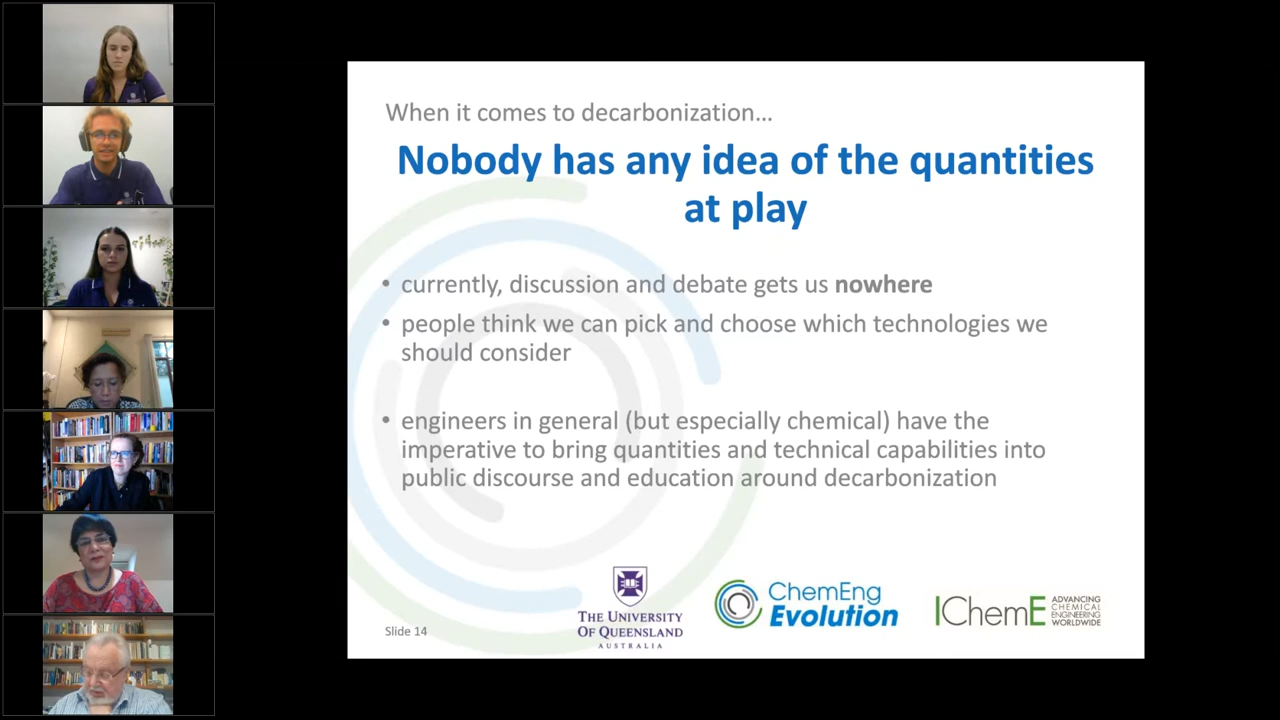 When it comes to decarbonization...
Nobody has any idea of the quantities
at play
• currently, discussion and debate gets us nowhere
• people think we can pick and choose which technologies we
should consider
• engineers in general (but especially chemical) have the
imperative to bring quantities and technical capabilities into
public discourse and education around decarbonization
Slide 14
THE UNIVERSITY
OF QUEENSLAND
AUSTRALIA
ChemEng
Evolution
IChemE
ADVANCING
CHEMICAL
ENGINEERING
WORLDWIDE